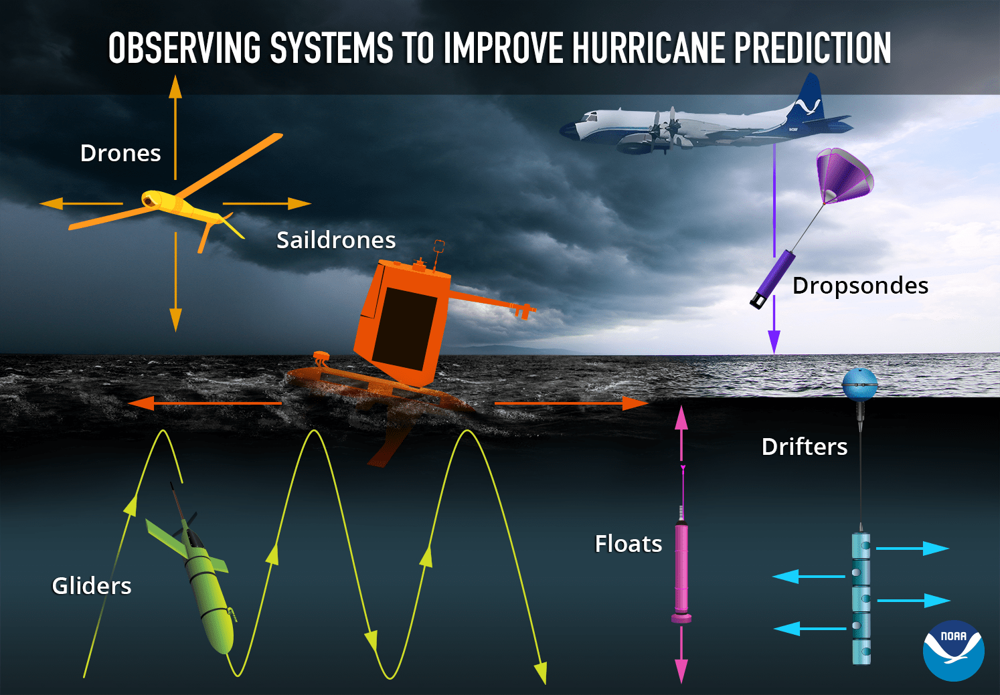 OBSERVING SYSTEMS TO IMPROVE HURRICANE PREDICTION
Drones
Saildrones
Dropsondes
Drifters
Floats
Gliders
NOAA